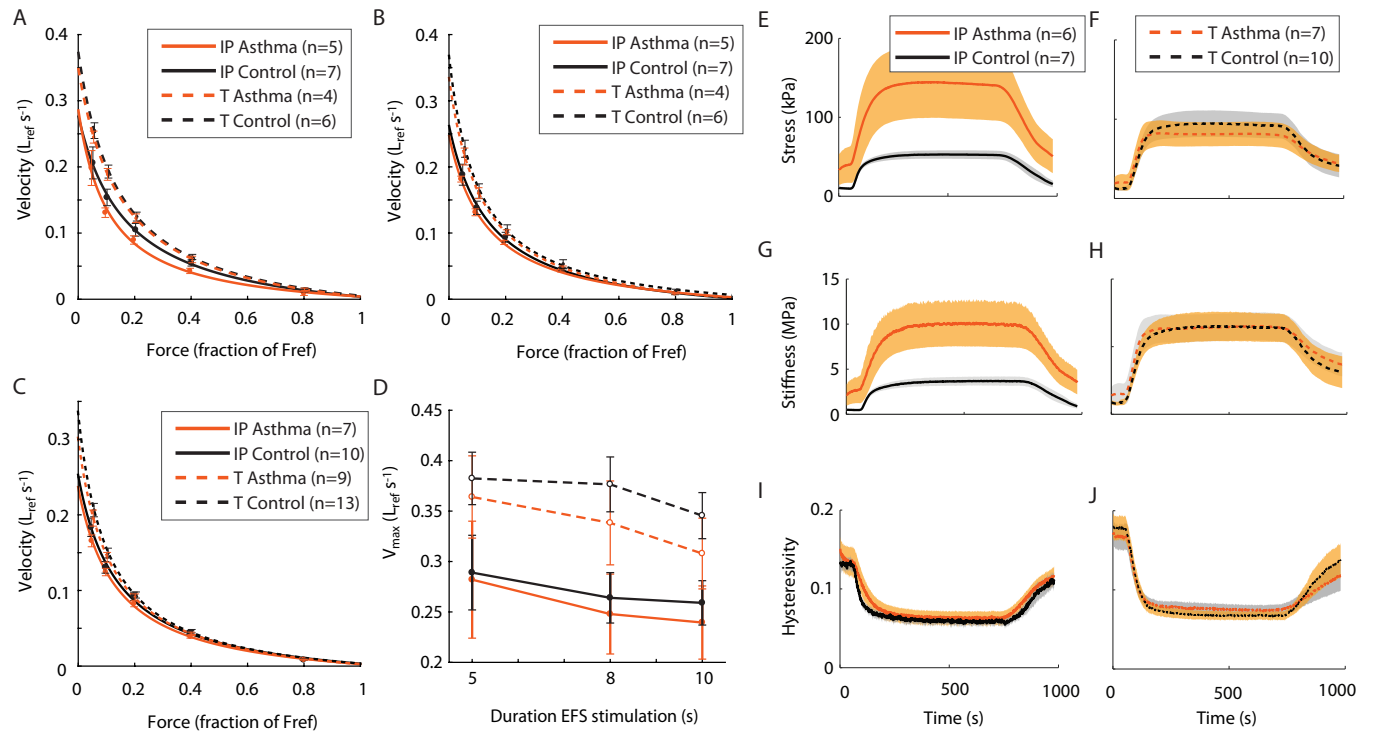 A
0.4
0.3
0.2
0.1
0
Velocity (Lref s-1)
IP Asthma (n=5)
IP Control (n=7)
T Asthma (n=4)
T Control (n=6)
0 0.2 0.4 0.6 0.8 1
Force (fraction of Fref)
B
0.4
0.3
0.2
0.1
0
Velocity (Lref s-1)
IP Asthma (n=5)
IP Control (n=7)
T Asthma (n=4)
T Control (n=6)
0 0.2 0.4 0.6 0.8 1
Force (fraction of Fref)
C
0.3
0.2
0.1
0
Velocity (Lref s-1)
IP Asthma (n=7)
IP Control (n=10)
T Asthma (n=9)
T Control (n=13)
0 0.2 0.4 0.6 0.8 1
Force (fraction of Fref)
D
0.45
0.4
0.35
0.3
0.25
0.2
Vmax (Lref s-1)
5 8 10
Duration EFS stimulation (s)
E
200
100
0
Stress (kPa)
IP Asthma (n=6)
IP Control (n=7)
0 500 1000
F
T Asthma (n=7)
T Control (n=10)
0 500 1000
G
15
10
5
0
Stiffness (MPa)
H
I
0.2
0.1
0
Hysteresivity
0 500 1000
Time (s)
J
0 500 1000
Time (s)